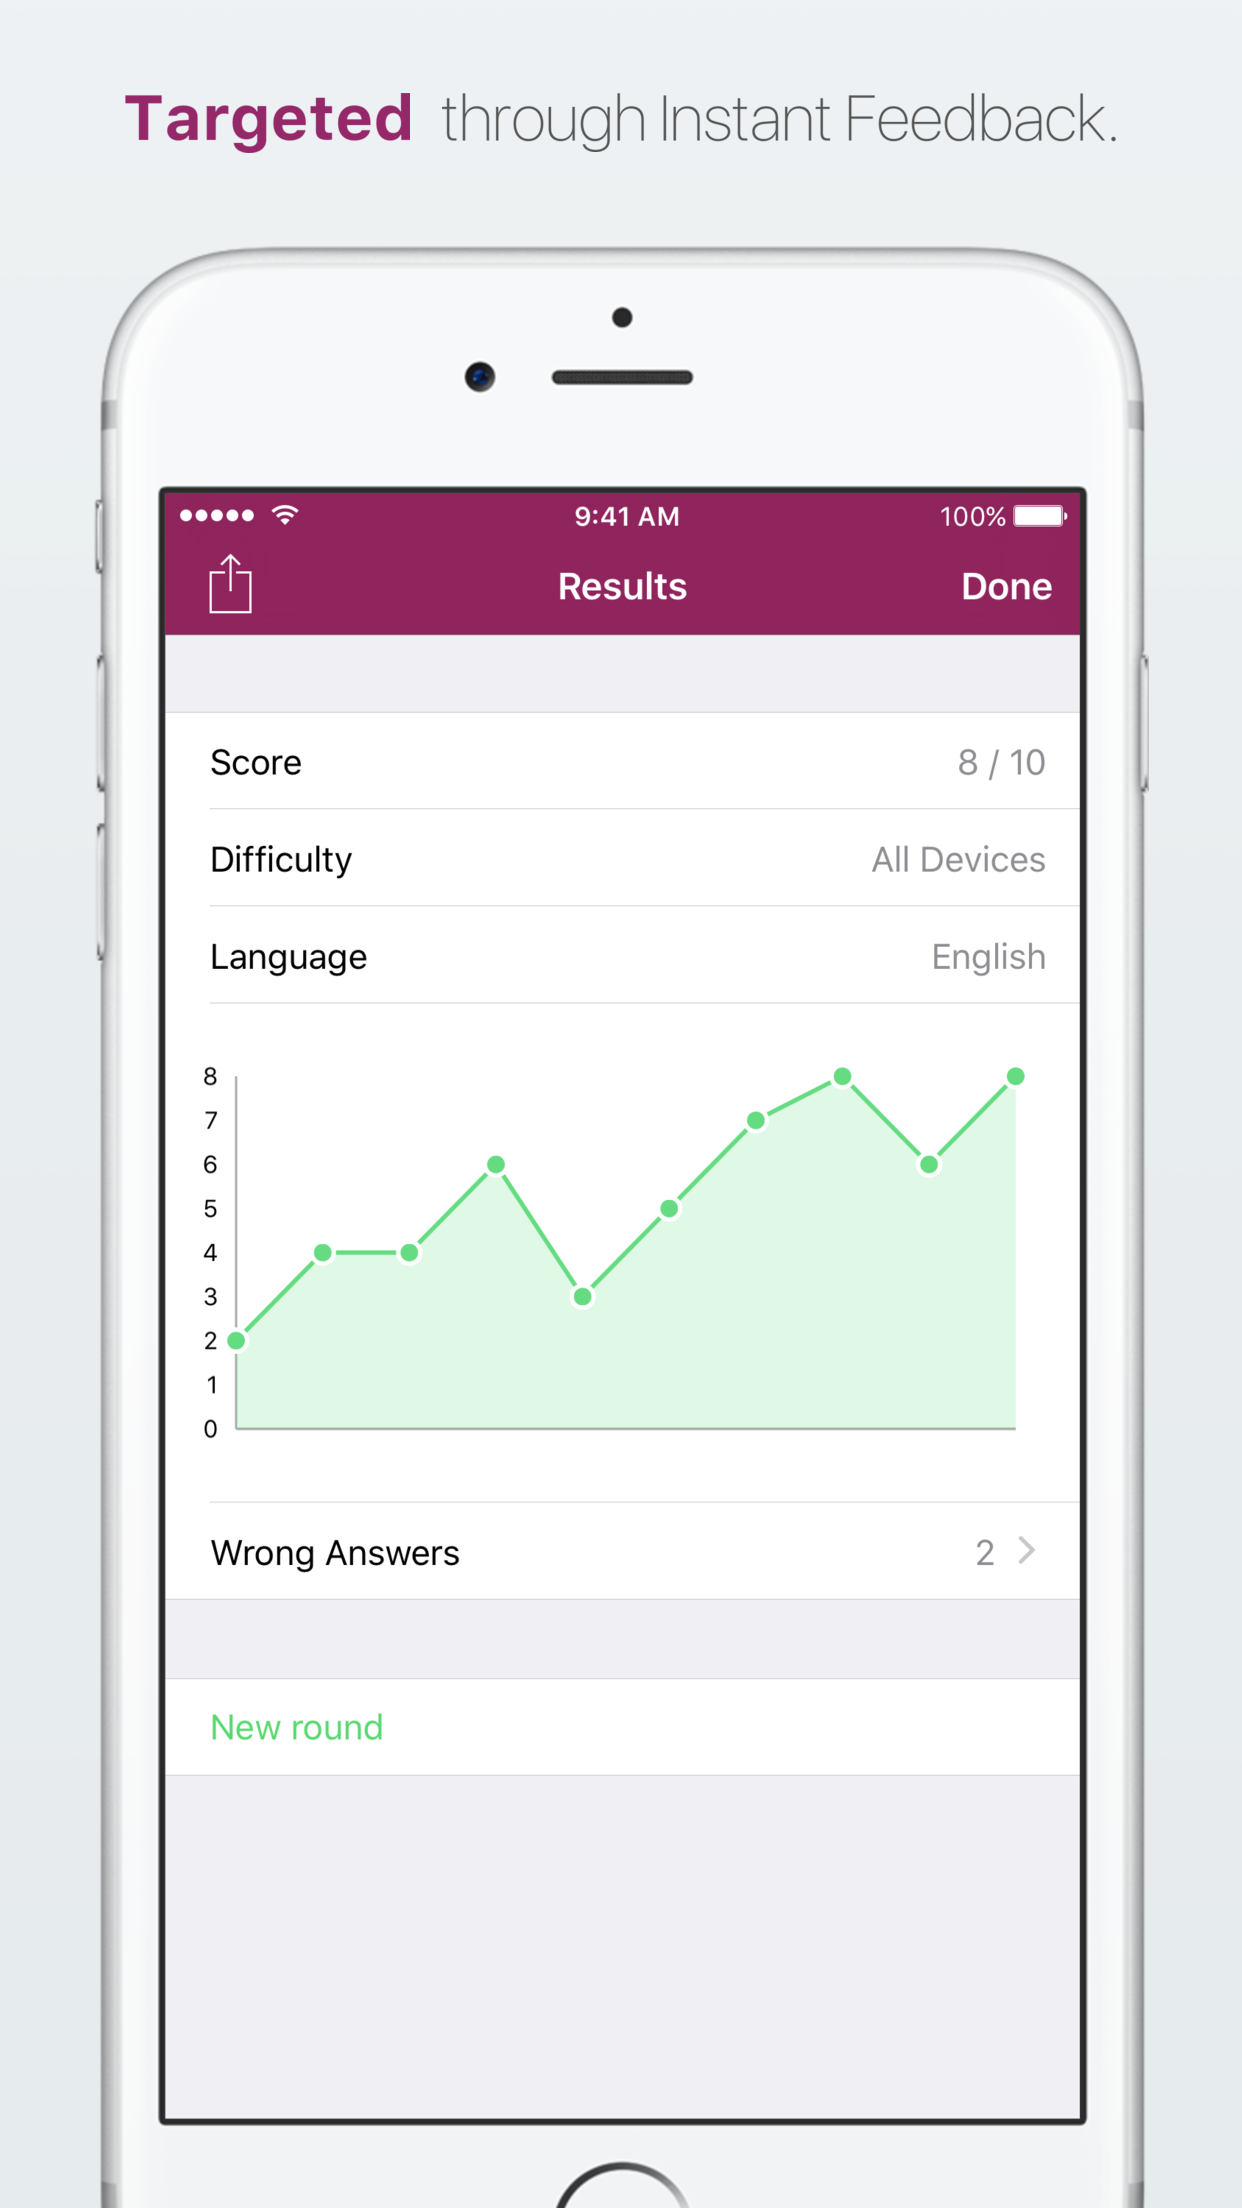 Targeted through Instant Feedback.
9:41 AM
100%
Results
Done
Score
8 / 10
Difficulty
All Devices
Language
English
8
7
6
5
4
3
2
1
0
Wrong Answers
2
New round